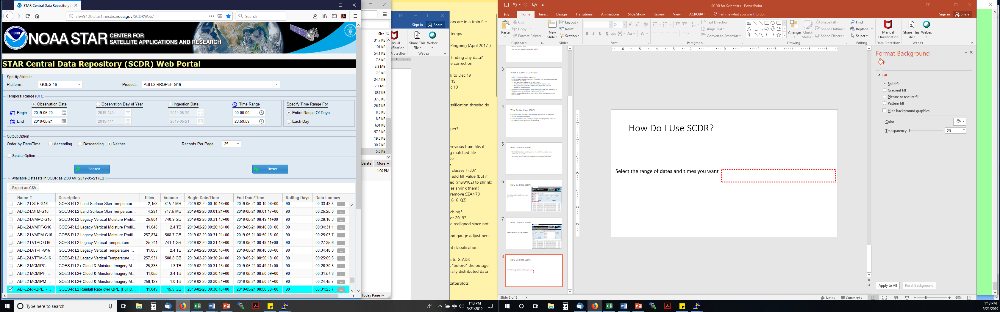 STAR Central Data Repository (S
rhw9120.star1.nesdis.noaa.gov/SCDRWeb/
Search
NOAA
NOAA STAR CENTER FOR SATELLITE APPLICATIONS AND RESEARCH
STAR Central Data Repository (SCDR) Web Portal
Specify Attribute
Platform: GOES-16 Product: ABI-L2-RRQPEF-G16
Temporal Range (UTC)
Observation Date Observation Day of Year Ingestion Date Time Range Specify Time Range For
Begin 2019-05-20 2019-140 2019-05-20 00:00:00 Entire Range Of Days
End 2019-05-21 2019-141 2019-05-21 23:59:59 Each Day
Output Option
Order by Date/Time: Ascending Descending Neither Records Per Page: 25
Spatial Option
Search Reset
Available Datasets in SCDR as 2:00 AM, 2019-05-21 (EST)
Export as CSV
Name Description Files Volume Begin Date/Time End Date/Time Rolling Days Data Latency
ABI-L2-LSTF-G16 GOES-R L2 Land Surface Skin Temperatur... 2,153 815.7 MB 2019-02-20 00:10:16+00 2019-05-21 08:10:08+00 90 00:33:43.5 ...
ABI-L2-LSTM-G16 GOES-R L2 Land Surface Skin Temperatur... 4,291 747.5 MB 2019-02-20 00:01:21+00 2019-05-21 08:01:17+00 90 00:25:25.0 ...
ABI-L2-LVMPC-G16 GOES-R L2 Legacy Vertical Moisture Profil... 25,804 740.9 GB 2019-02-20 00:31:13+00 2019-05-21 08:49:11+00 90 00:28:16.3 ...
ABI-L2-LVMPF-G16 GOES-R L2 Legacy Vertical Moisture Profil... 11,048 2.4 TB 2019-02-20 00:20:16+00 2019-05-21 08:40:08+00 90 00:34:31.1 ...
ABI-L2-LVMPM-G16 GOES-R L2 Legacy Vertical Moisture Profil... 257,874 508.7 GB 2019-02-20 00:31:21+00 2019-05-21 08:50:18+00 90 00:25:03.7 ...
ABI-L2-LVTPC-G16 GOES-R L2 Legacy Vertical Temperature ... 25,811 741.1 GB 2019-02-20 00:31:13+00 2019-05-21 08:49:11+00 90 00:27:35.6 ...
ABI-L2-LVTPF-G16 GOES-R L2 Legacy Vertical Temperature ... 11,053 2.4 TB 2019-02-20 00:20:16+00 2019-05-21 08:40:08+00 90 00:34:48.8 ...
ABI-L2-LVTPM-G16 GOES-R L2 Legacy Vertical Temperature ... 257,931 508.8 GB 2019-02-20 00:30:24+00 2019-05-21 08:50:18+00 90 00:25:09.8 ...
ABI-L2-MCMIPC-... GOES-R L2+ Cloud & Moisture Imagery M... 25,835 1.3 TB 2019-02-20 00:31:13+00 2019-05-21 08:49:11+00 90 00:26:30.8 ...
ABI-L2-MCMIPF-... GOES-R L2+ Cloud & Moisture Imagery M... 11,055 3.4 TB 2019-02-20 00:30:16+00 2019-05-21 08:50:09+00 90 00:31:57.8 ...
ABI-L2-MCMIPM-... GOES-R L2+ Cloud & Moisture Imagery M... 258,129 1.0 TB 2019-02-20 00:30:51+00 2019-05-21 08:50:51+00 90 00:24:45.7 ...
ABI-L2-RRQPEF-... GOES-R L2 Rainfall Rate over QPE (Full D... 11,049 15.9 GB 2019-02-20 00:30:16+00 2019-05-21 08:50:08+00 90 00:31:23.7 ...
Size
31.7 KB
101 KB
54.1 KB
7.6 KB
2.8 MB
7.0 KB
24.4 KB
2.7 MB
837 KB
37.6 KB
26.7 KB
8.5 KB
8.3 KB
601 KB
57.3 KB
19.6 KB
30.7 KB
5.6 KB
Delete More
1:00 PM
Today Pane
Sign in Share
Share This File
Webex
Protection Webex
7
ors are in a train file
temps
Pingping (April 2017-)
finding any data?
le correction
ck to Dec 19
19
ec 19
assification thresholds
per?
previous train file, it
g matched file
de
r classes 1-33?
add fill_value (but if
ed (rhw9102) to shrink)
les shrink them?
remove SZA>70
_G16_Q3)
tching?
for 2019?
be realigned since not
and gauge adjustment
nt classification
s to GrADS
s *before* the outage!
nally distributed data
catterplots
SCDR for Scientists - PowerPoint
File Home Insert Design Transitions Animations Slide Show Review View ACROBAT Tell me what you want to do... Sign in Share
Paste Cut Copy Format Painter
New Slide Layout Reset Section
24
Text Direction Align Text Convert to SmartArt
Arrange Quick Styles Shape Fill Shape Outline Shape Effects
Find Replace Select
Manual Classification Share This File Webex
Clipboard Slides Font Paragraph Drawing Editing Data Protection Webex
3
What is SCDR? SCDR Facts
4
Why Do We Have SCDR?
5
How Do I Use SCDR?
6
How Do I Use SCDR?
7
How Do I Use SCDR?
Select the specific data set you want
8
How Do I Use SCDR?
Select the range of dates and times you want
How Do I Use SCDR?
Select the range of dates and times you want
Format Background
Fill
Solid fill
Gradient fill
Picture or texture fill
Pattern fill
Hide background graphics
Color
Transparency 0%
Apply to All Reset Background
Slide 8 of 8 Notes Comments 60%
Type here to search
1:13 PM
5/21/2019
1:13 PM
5/21/2019